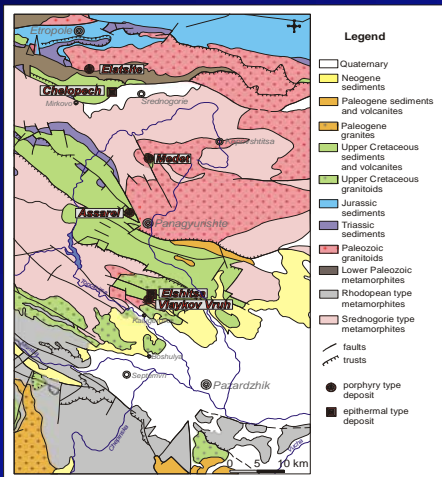 Etropole
Elatsite
Chelopech
Mirkovo
Srednogorie
Koprivshtitsa
Medet
Assarel
Panagyurishte
Elshitsa
Vlaykov Vruh
Boshulya
Septemvri
Pazardzhik
0 5 10 km
Legend
Quaternary
Neogene
sediments
Paleogene sediments
and volcanites
Paleogene
granites
Upper Cretaceous
sediments
and volcanites
Upper Cretaceous
granitoids
Jurassic
sediments
Triassic
sediments
Paleozoic
granitoids
Lower Paleozoic
metamorphites
Rhodopean type
metamorphites
Srednogorie type
metamorphites
faults
trusts
porphyry type
deposit
epithermal type
deposit